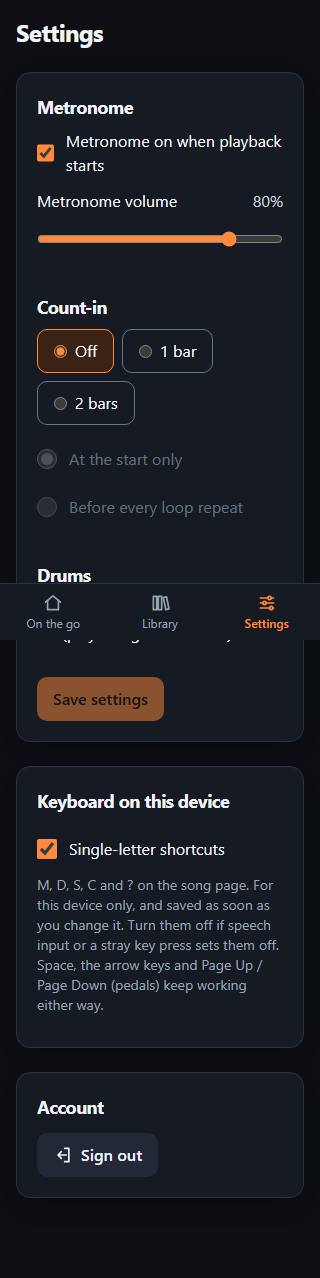 Settings
Metronome
Metronome on when playback
starts
Metronome volume 80%
Count-in
Off 1 bar
2 bars
At the start only
Before every loop repeat
Drums
On the go Library Settings
Save settings
Keyboard on this device
Single-letter shortcuts
M, D, S, C and ? on the song page. For
this device only, and saved as soon as
you change it. Turn them off if speech
input or a stray key press sets them off.
Space, the arrow keys and Page Up /
Page Down (pedals) keep working
either way.
Account
Sign out